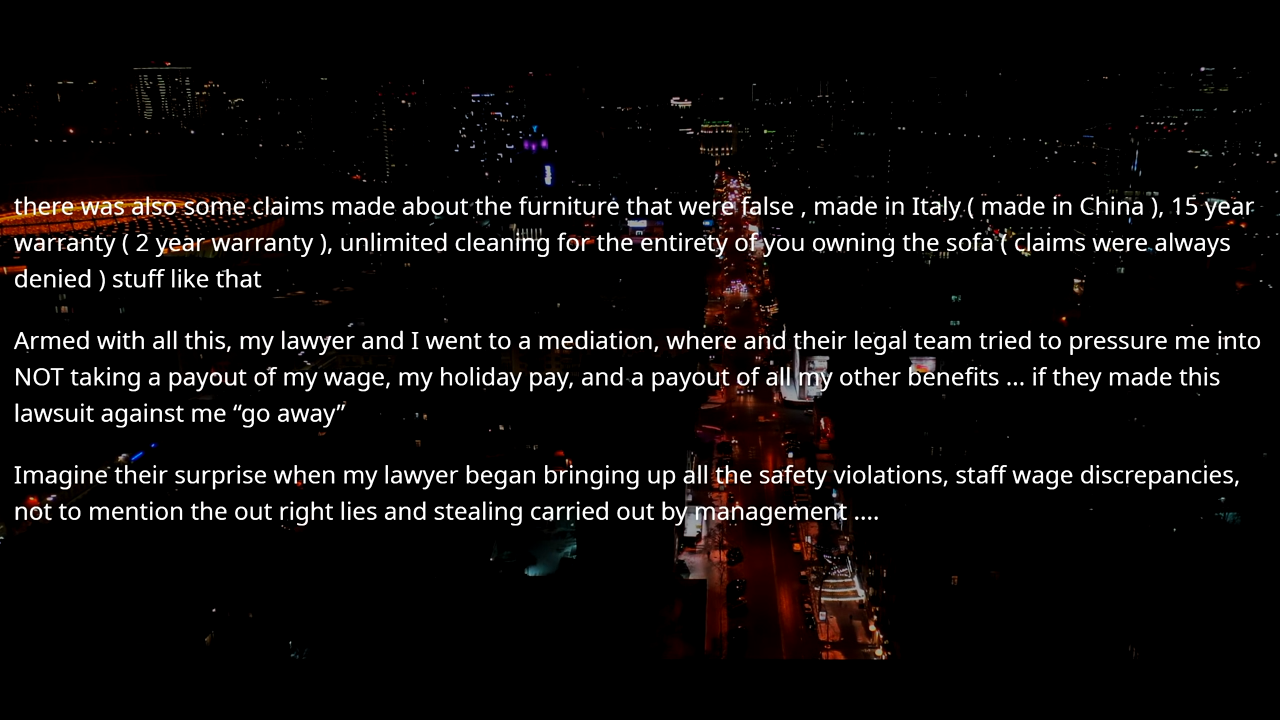 there was also some claims made about the furniture that were false , made in Italy ( made in China ), 15 year
warranty ( 2 year warranty ), unlimited cleaning for the entirety of you owning the sofa ( claims were always
denied ) stuff like that
Armed with all this, my lawyer and I went to a mediation, where and their legal team tried to pressure me into
NOT taking a payout of my wage, my holiday pay, and a payout of all my other benefits ... if they made this
lawsuit against me “go away”
Imagine their surprise when my lawyer began bringing up all the safety violations, staff wage discrepancies,
not to mention the out right lies and stealing carried out by management ....